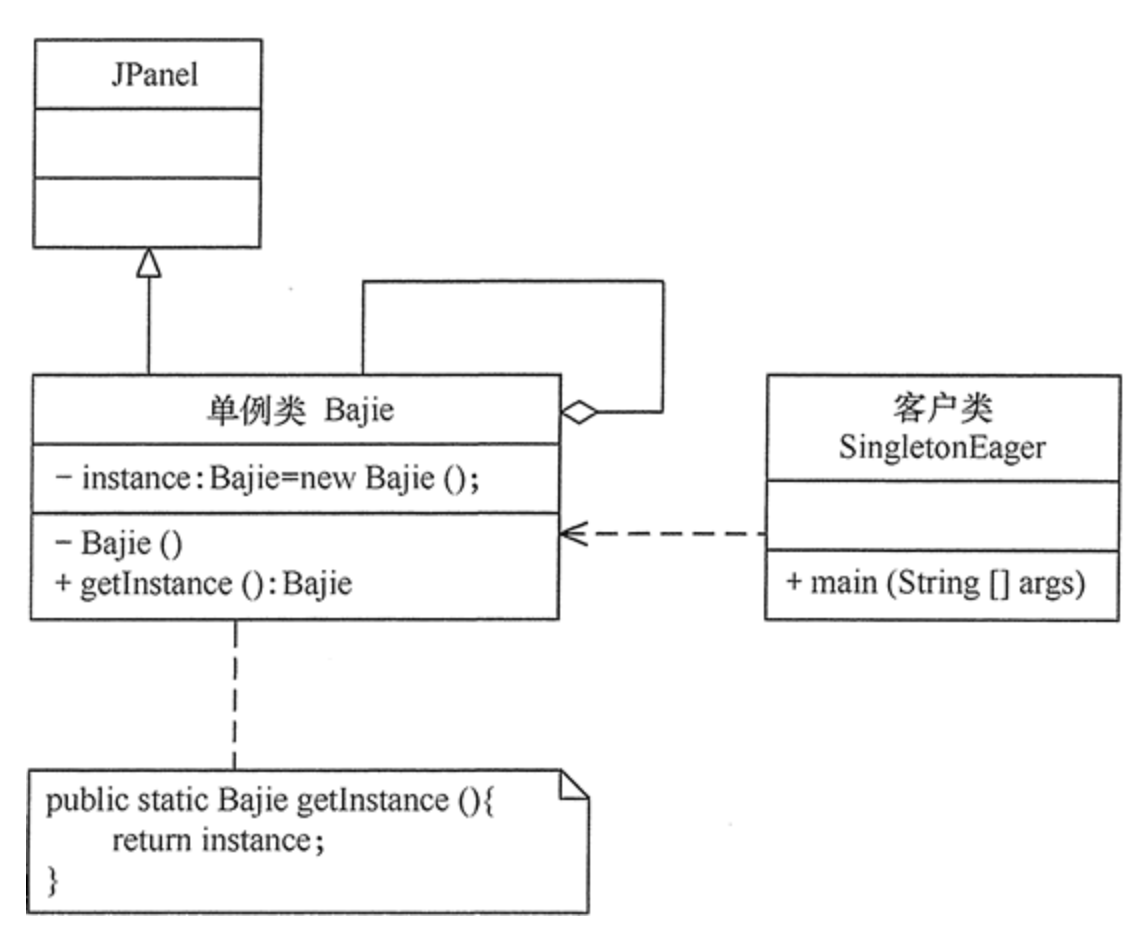 JPanel
单例类 Bajie
- instance:Bajie=new Bajie ();
- Bajie ()
+ getInstance ():Bajie
客户类
SingletonEager
+ main (String [] args)
public static Bajie getInstance (){
return instance;
}